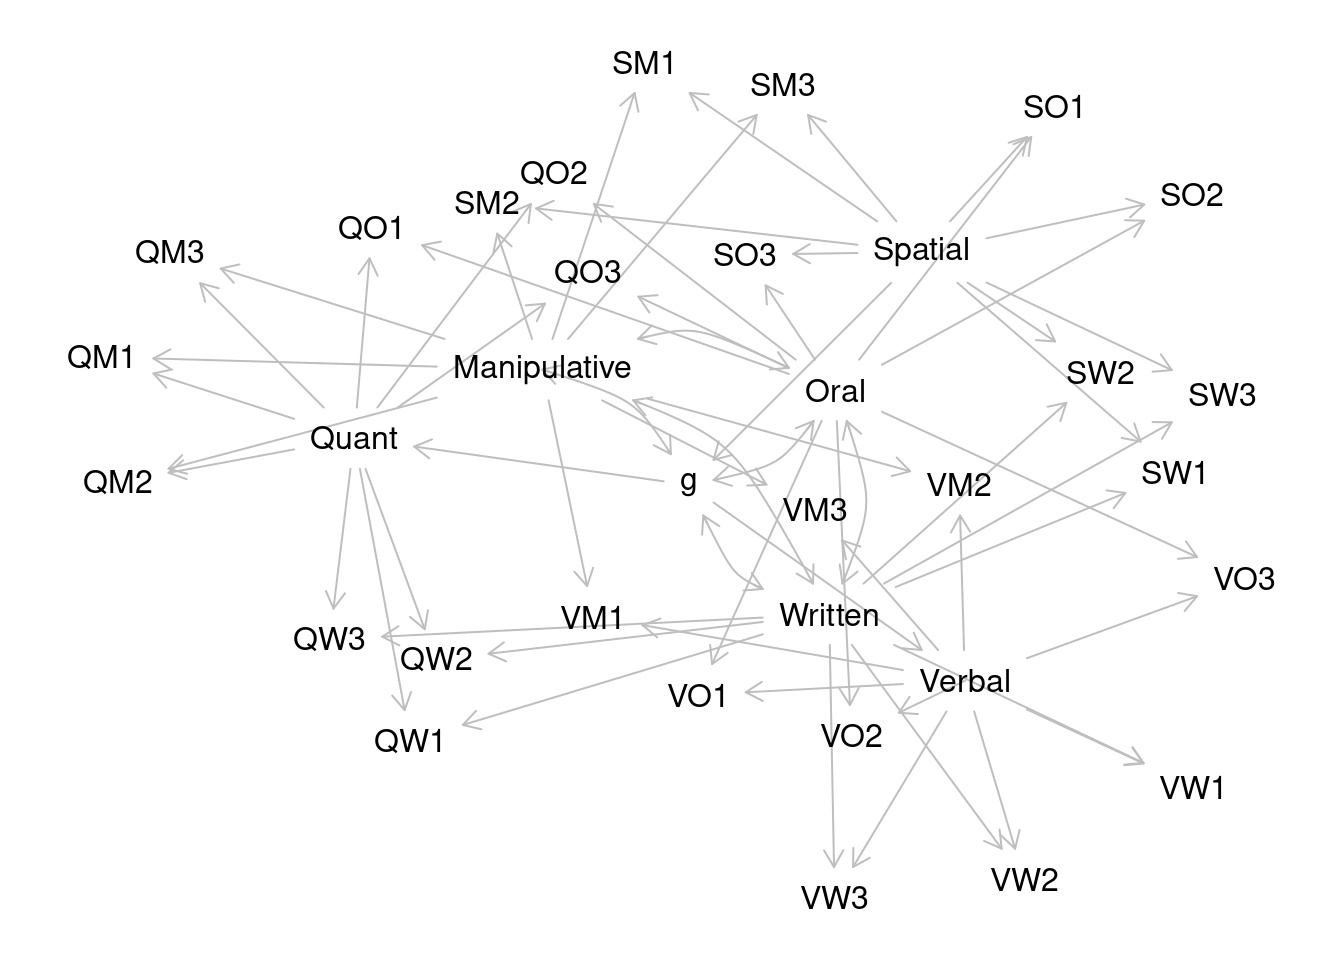 SM1
SM3
SO1
QO2
SO2
SM2
QO1
QM3
SO3
Spatial
QO3
QM1
Manipulative
SW2
Oral
SW3
Quant
SW1
QM2
g
VM2
VM3
VO3
VM1
Written
QW3
QW2
Verbal
VO1
VO2
QW1
VW1
VW2
VW3